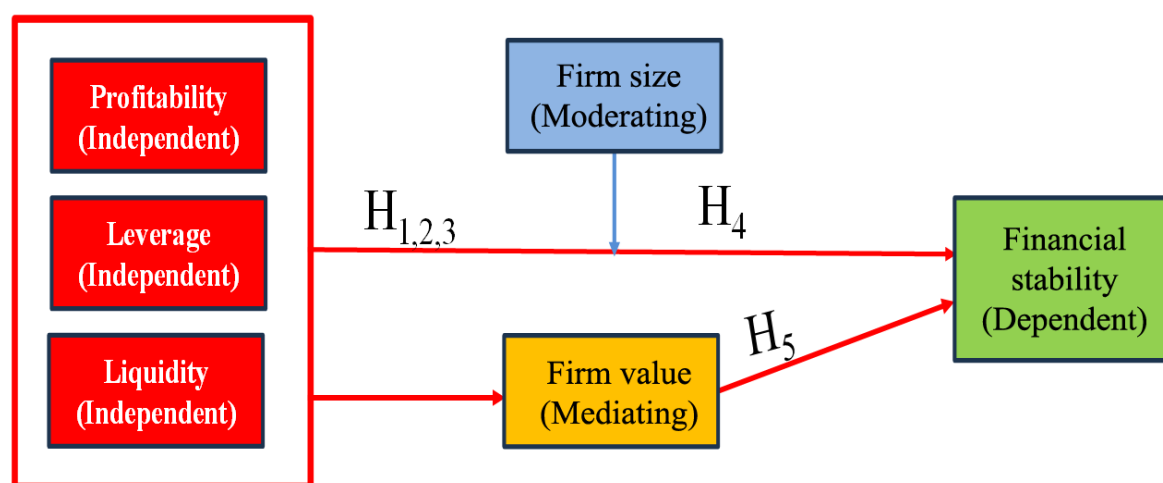 Profitability
(Independent)
Leverage
(Independent)
Liquidity
(Independent)
H1,2,3
Firm size
(Moderating)
H4
Firm value
(Mediating)
H5
Financial
stability
(Dependent)